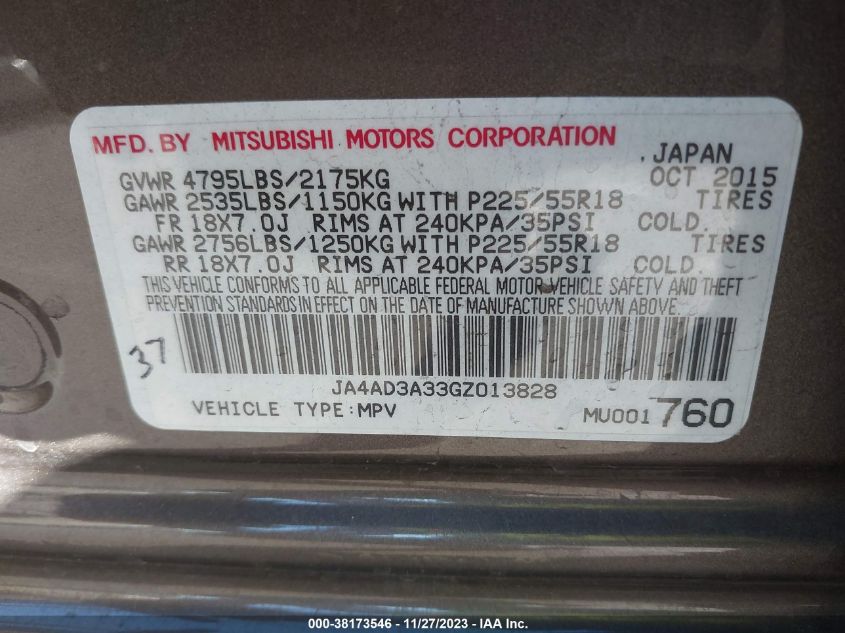 MFD. BY MITSUBISHI MOTORS CORPORATION
. JAPAN
GVWR 4795LBS/2175KG OCT 2015
GAWR 2535LBS/1150KG WITH P225/55R18 TIRES
FR 18X7.0J RIMS AT 240KPA/35PSI COLD.
GAWR 2756LBS/1250KG WITH P225/55R18 TIRES
RR 18X7.0J RIMS AT 240KPA/35PSI COLD.
THIS VEHICLE CONFORMS TO ALL APPLICABLE FEDERAL MOTOR VEHICLE SAFETY AND THEFT
PREVENTION STANDARDS IN EFFECT ON THE DATE OF MANUFACTURE SHOWN ABOVE.
37
JA4AD3A33GZ013828
VEHICLE TYPE:MPV MU001760
000-38173546 - 11/27/2023 - IAA Inc.